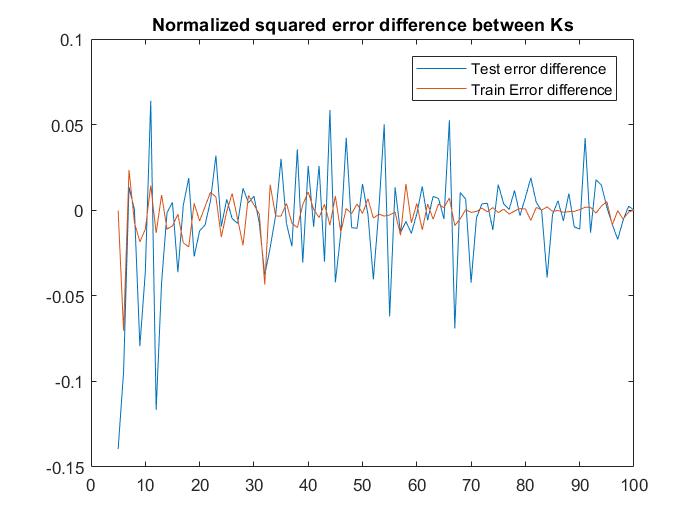 Normalized squared error difference between Ks
Test error difference
Train Error difference
0.1
0.05
0
-0.05
-0.1
-0.15
0 10 20 30 40 50 60 70 80 90 100